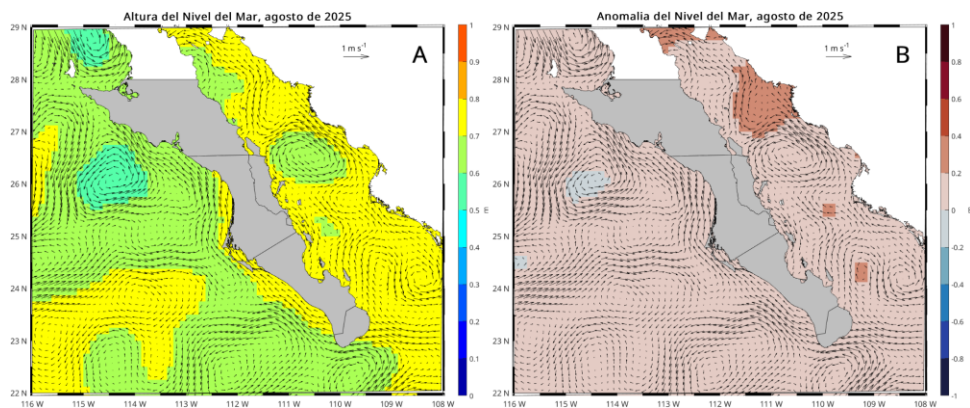 Altura del Nivel del Mar, agosto de 2025
29 N
28 N
27 N
26 N
25 N
24 N
23 N
22 N
116 W 115 W 114 W 113 W 112 W 111 W 110 W 109 W 108 W
1 m s⁻¹
A
1
0.9
0.8
0.7
0.6
0.5
0.4
0.3
0.2
0.1
0
m
Anomalia del Nivel del Mar, agosto de 2025
29 N
28 N
27 N
26 N
25 N
24 N
23 N
22 N
116 W 115 W 114 W 113 W 112 W 111 W 110 W 109 W 108 W
1 m s⁻¹
B
1
0.8
0.6
0.4
0.2
0
-0.2
-0.4
-0.6
-0.8
-1
m